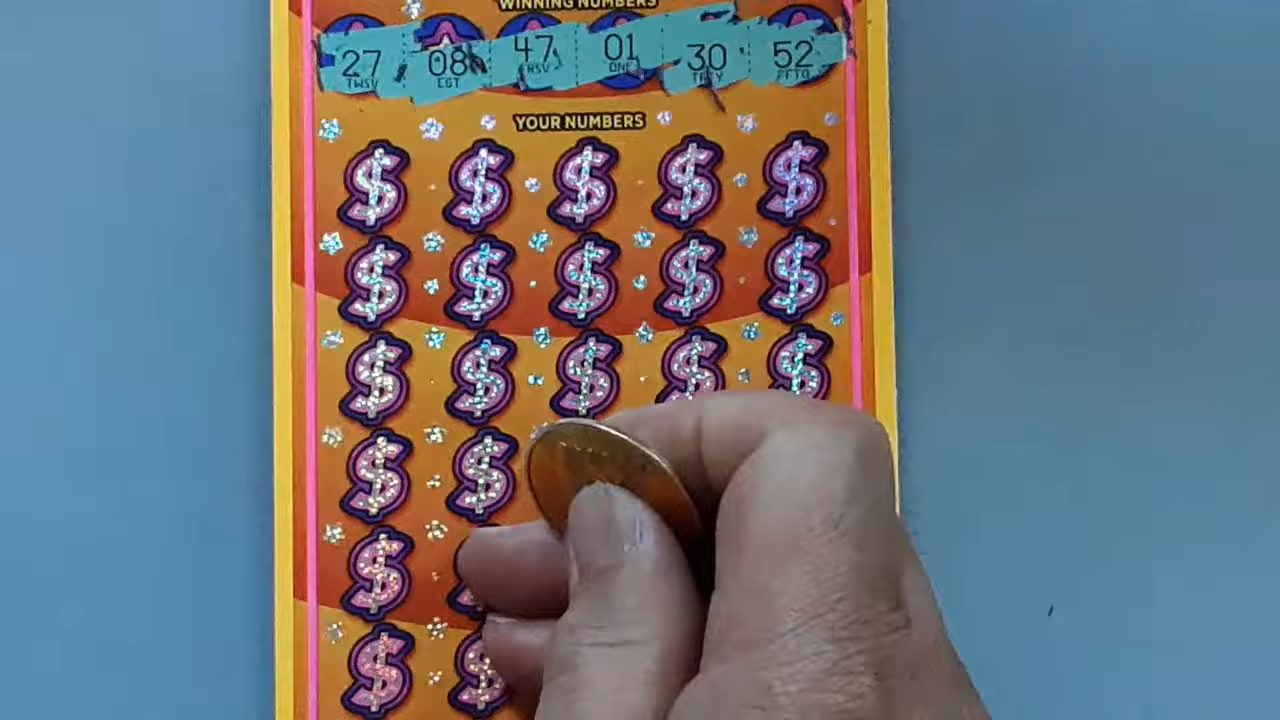 WINNING NUMBERS
27 08 47 01 30 52
TWSV EGT FRSV ONE TRTY FFTO
YOUR NUMBERS
$ $ $ $ $
$ $ $ $ $
$ $ $ $ $
$ $
$ $
$ $